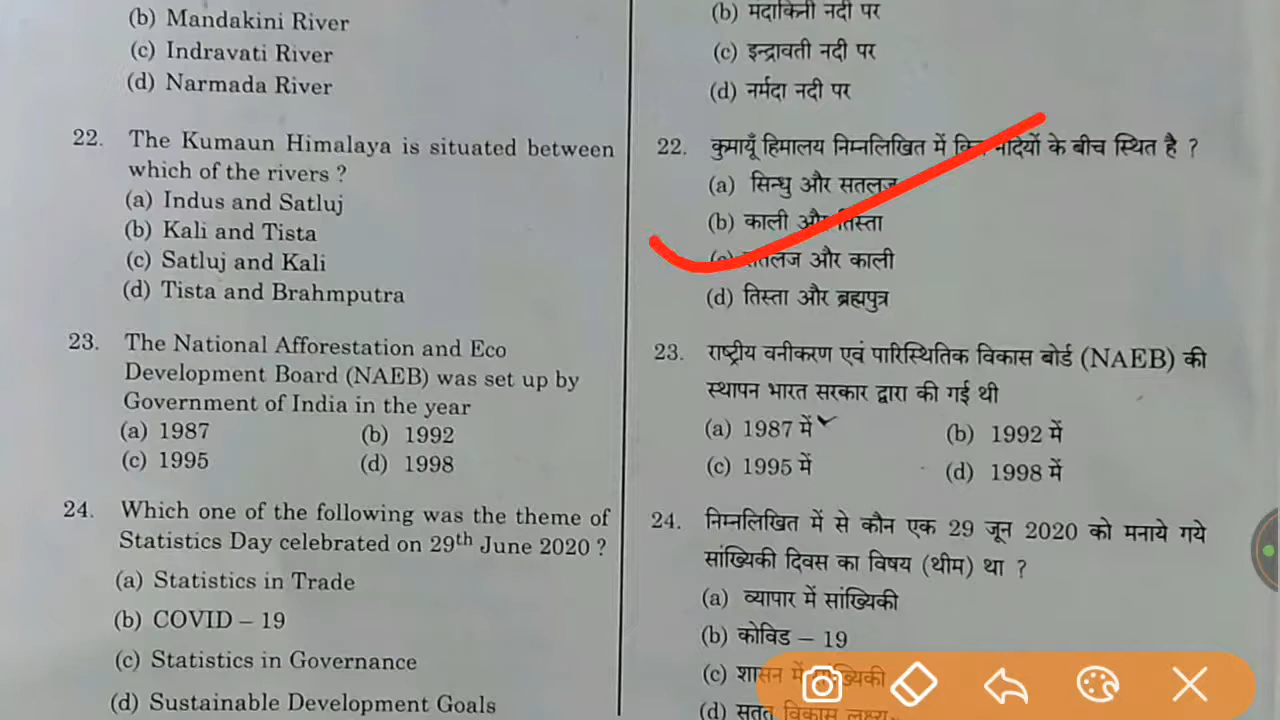 (b) Mandakini River
(c) Indravati River
(d) Narmada River
22. The Kumaun Himalaya is situated between
which of the rivers ?
(a) Indus and Satluj
(b) Kali and Tista
(c) Satluj and Kali
(d) Tista and Brahmputra
23. The National Afforestation and Eco
Development Board (NAEB) was set up by
Government of India in the year
(a) 1987 (b) 1992
(c) 1995 (d) 1998
24. Which one of the following was the theme of
Statistics Day celebrated on 29th June 2020 ?
(a) Statistics in Trade
(b) COVID – 19
(c) Statistics in Governance
(d) Sustainable Development Goals
(b) मंदाकिनी नदी पर
(c) इन्द्रावती नदी पर
(d) नर्मदा नदी पर
22. कुमायूँ हिमालय निम्नलिखित में किन नदियों के बीच स्थित है ?
(a) सिन्धु और सतलज
(b) काली और तिस्ता
(c) सतलज और काली
(d) तिस्ता और ब्रह्मपुत्र
23. राष्ट्रीय वनीकरण एवं पारिस्थितिक विकास बोर्ड (NAEB) की
स्थापन भारत सरकार द्वारा की गई थी
(a) 1987 में (b) 1992 में
(c) 1995 में (d) 1998 में
24. निम्नलिखित में से कौन एक 29 जून 2020 को मनाये गये
सांख्यिकी दिवस का विषय (थीम) था ?
(a) व्यापार में सांख्यिकी
(b) कोविड – 19
(c) शासन में सांख्यिकी
(d) सतत विकास लक्ष्य